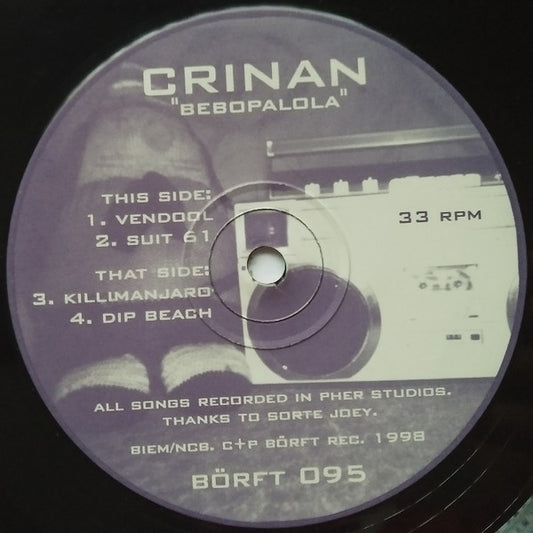 CRINAN
"BEBOPALOLA"
THIS SIDE:
1. VENDOOL
2. SUIT 61
33 RPM
THAT SIDE:
3. KILLIMANJARO
4. DIP BEACH
ALL SONGS RECORDED IN PHER STUDIOS.
THANKS TO SORTE JOEY.
BIEM/NCB. C+P BÖRFT REC. 1998
BÖRFT 095